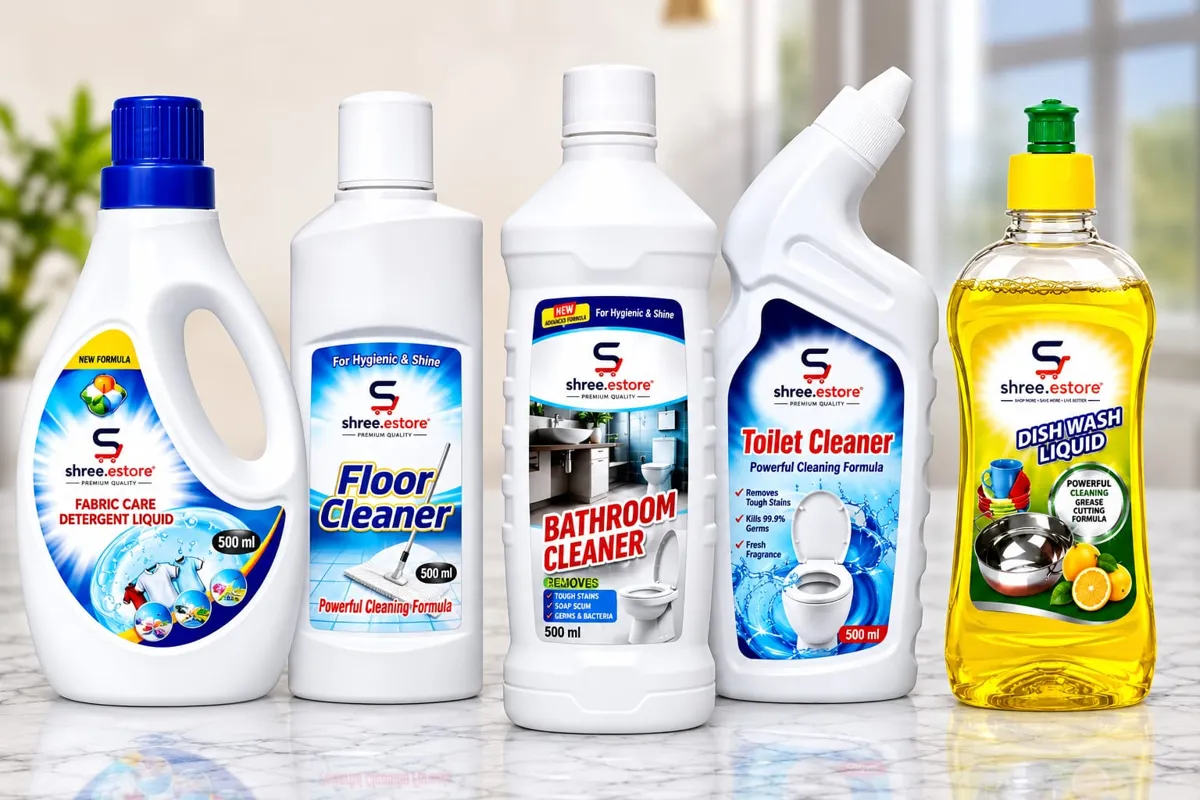 NEW FORMULA
shree.estore®
PREMIUM QUALITY
FABRIC CARE
DETERGENT LIQUID
500 ml
For Hygienic & Shine
shree.estore®
PREMIUM QUALITY
Floor
Cleaner
500 ml
Powerful Cleaning Formula
NEW
For Hygienic & Shine
shree.estore®
PREMIUM QUALITY
BATHROOM
CLEANER
REMOVES
TOUGH STAINS
SOAP SCUM
GERMS & BACTERIA
500 ml
shree.estore®
PREMIUM QUALITY
Toilet Cleaner
Powerful Cleaning Formula
Removes
Tough Stains
Kills 99.9%
Germs
Fresh
Fragrance
500 ml
shree.estore®
SHOP MORE • SAVE MORE • LIVE BETTER
DISH WASH
LIQUID
POWERFUL
CLEANING
GREASE
CUTTING
FORMULA